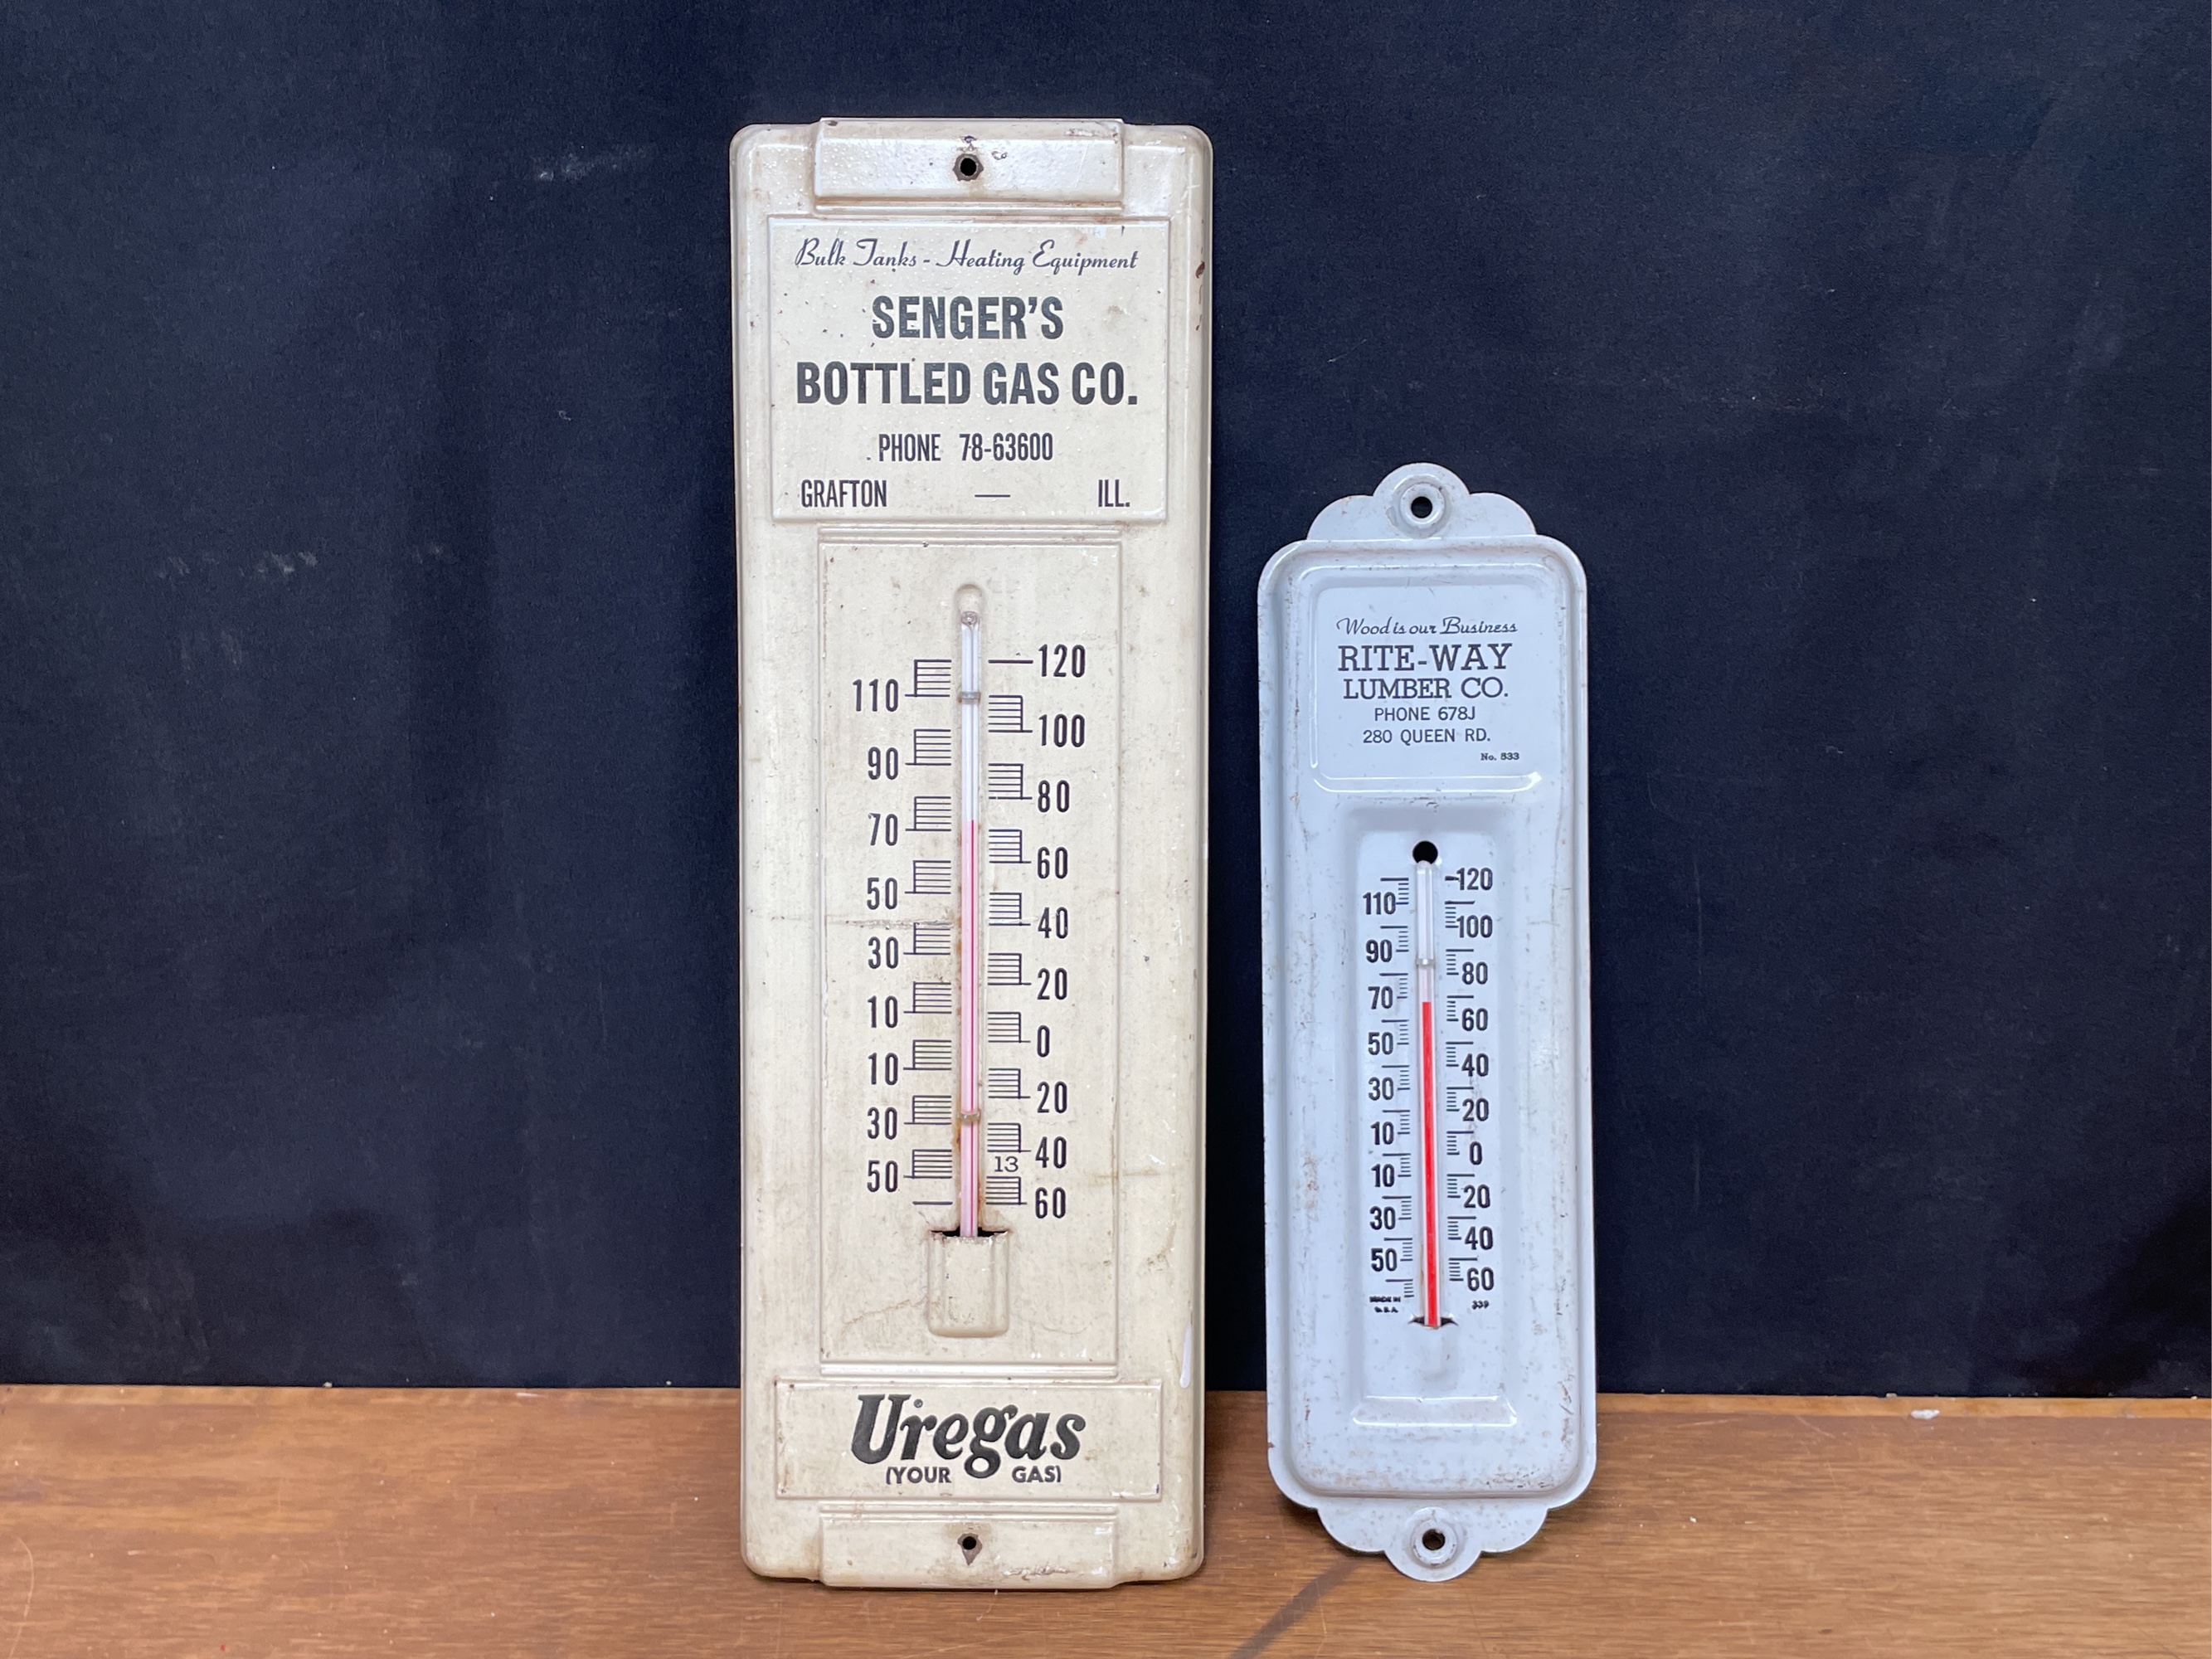 Bulk Tanks - Heating Equipment
SENGER'S
BOTTLED GAS CO.
PHONE 78-63600
GRAFTON — ILL.
120
110
100
90
80
70
60
50
40
30
20
10
0
10
20
30
40
13
50
60
Uregas
(YOUR GAS)
Wood is our Business
RITE-WAY
LUMBER CO.
PHONE 678J
280 QUEEN RD.
No. 533
120
110
100
90
80
70
60
50
40
30
20
10
0
10
20
30
40
50
60
MADE IN
U.S.A.
339